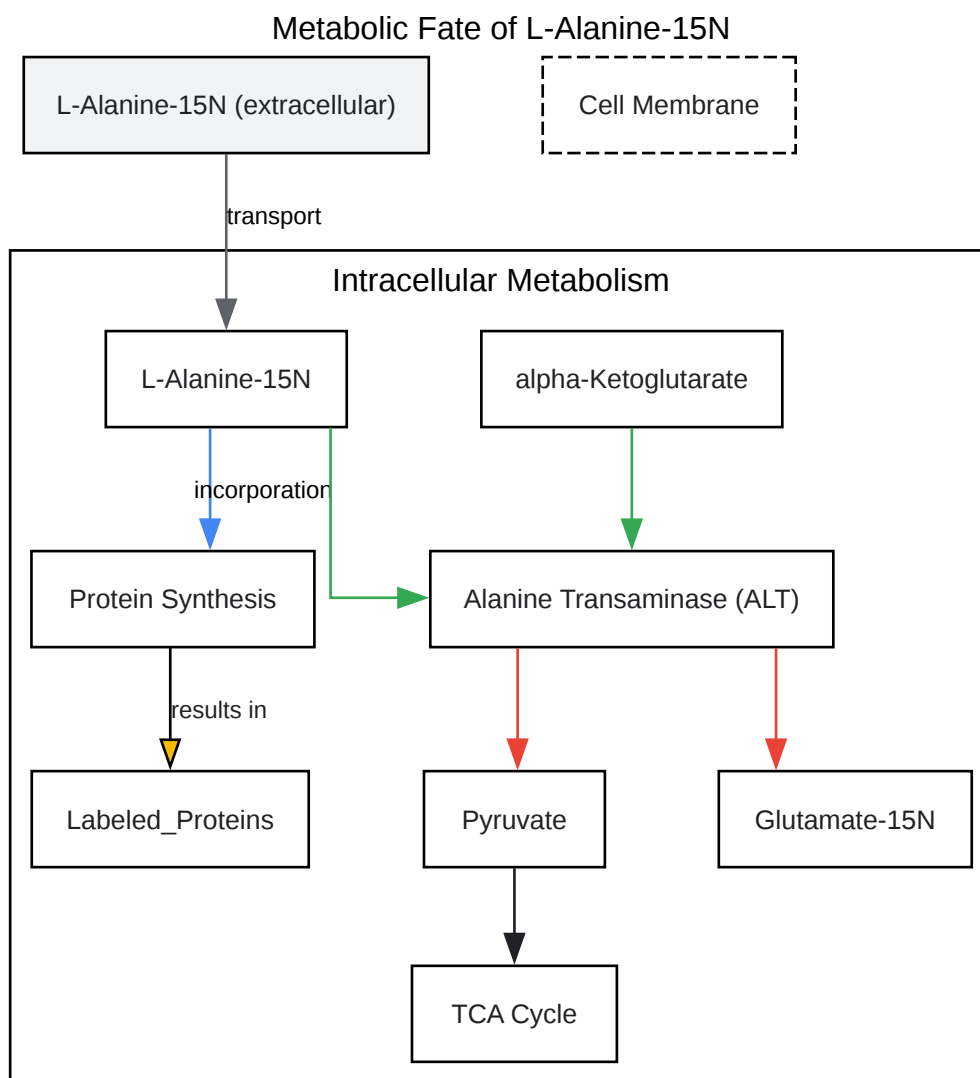 Metabolic Fate of L-Alanine-15N
L-Alanine-15N (extracellular)
Cell Membrane
transport
Intracellular Metabolism
L-Alanine-15N
alpha-Ketoglutarate
incorporation
Protein Synthesis
Alanine Transaminase (ALT)
results in
Labeled_Proteins
Pyruvate
Glutamate-15N
TCA Cycle